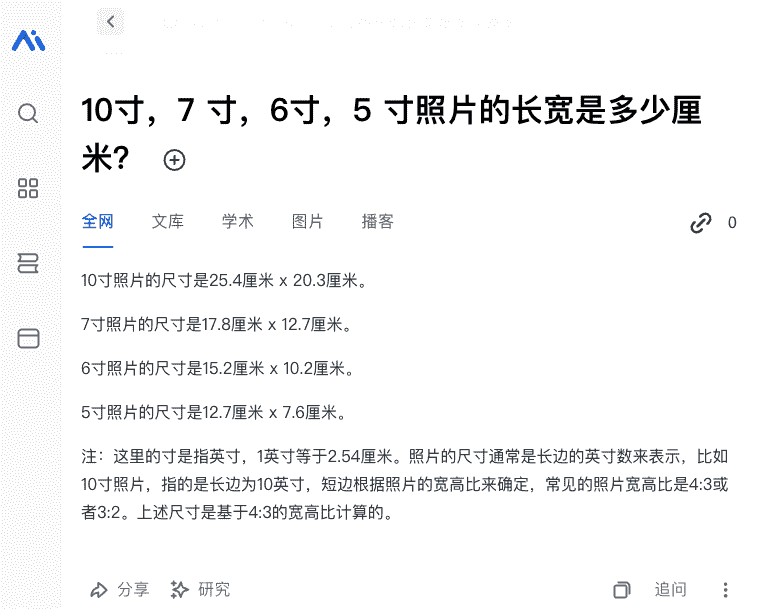 10寸，7 寸，6寸，5 寸照片的长宽是多少厘
米？
全网 文库 学术 图片 播客 0
10寸照片的尺寸是25.4厘米 x 20.3厘米。
7寸照片的尺寸是17.8厘米 x 12.7厘米。
6寸照片的尺寸是15.2厘米 x 10.2厘米。
5寸照片的尺寸是12.7厘米 x 7.6厘米。
注：这里的寸是指英寸，1英寸等于2.54厘米。照片的尺寸通常是长边的英寸数来表示，比如
10寸照片，指的是长边为10英寸，短边根据照片的宽高比来确定，常见的照片宽高比是4:3或
者3:2。上述尺寸是基于4:3的宽高比计算的。
分享 研究 追问